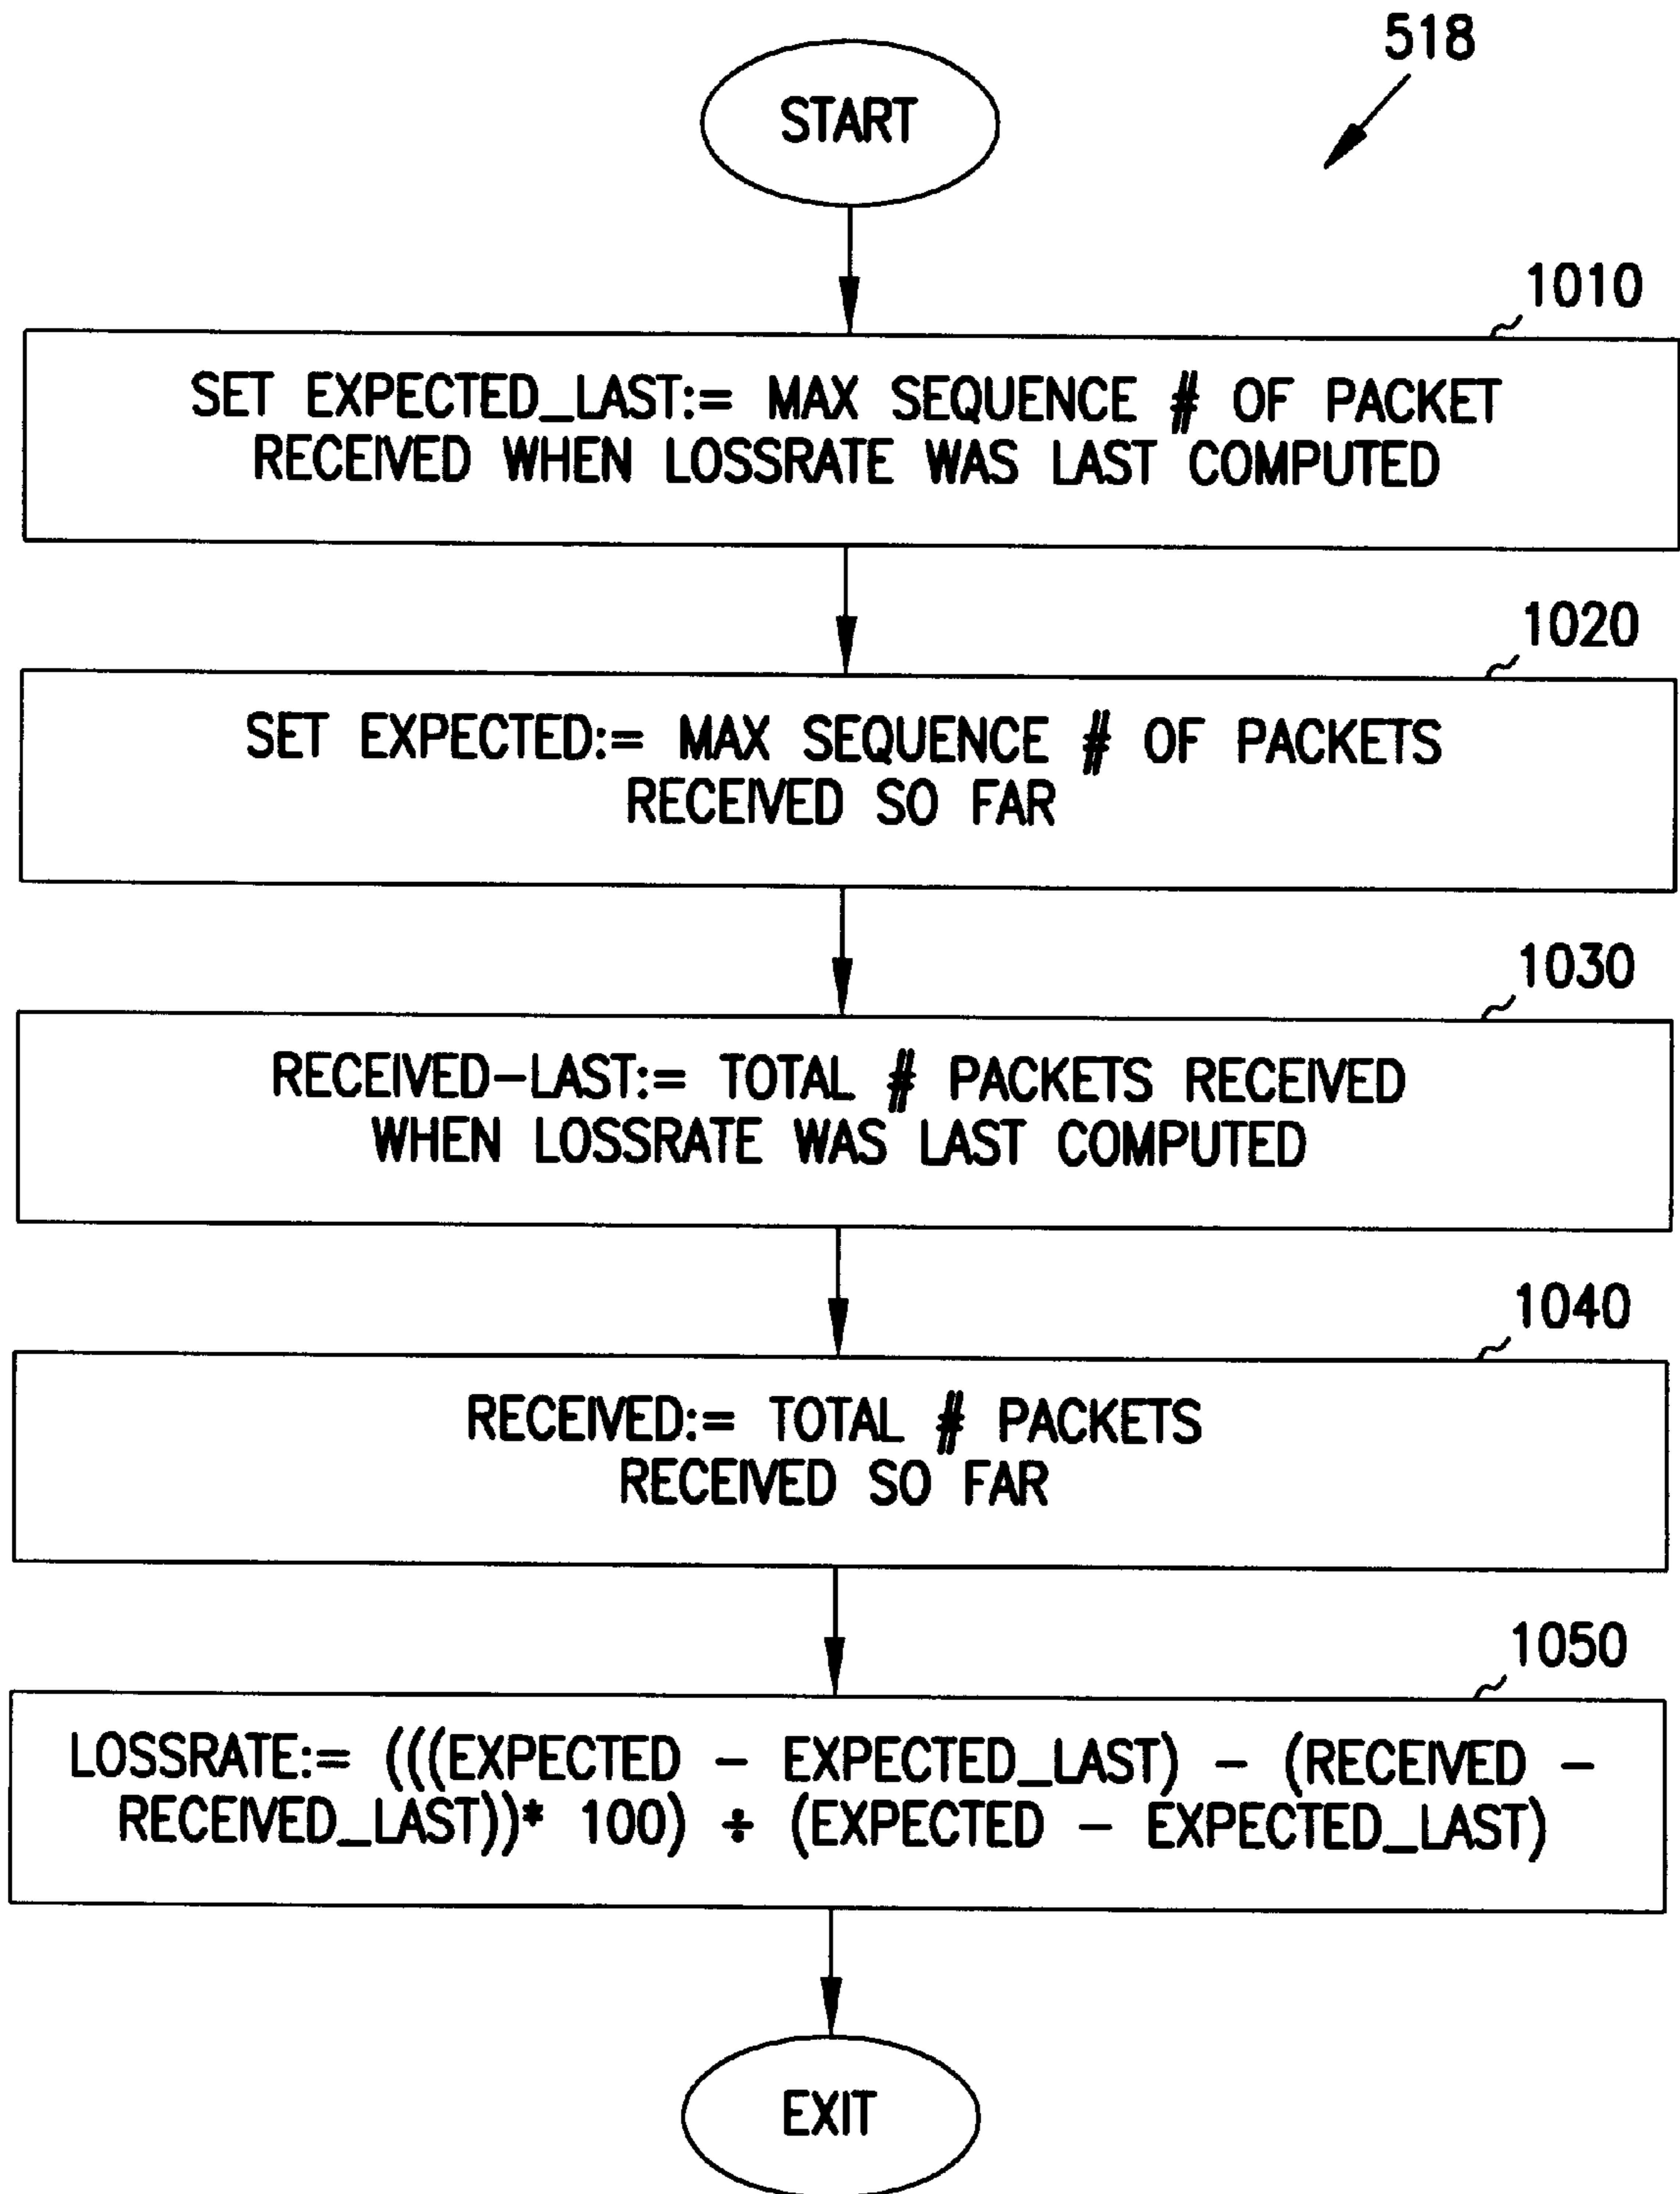 518
START
1010
SET EXPECTED_LAST:= MAX SEQUENCE # OF PACKET
RECEIVED WHEN LOSSRATE WAS LAST COMPUTED
1020
SET EXPECTED:= MAX SEQUENCE # OF PACKETS
RECEIVED SO FAR
1030
RECEIVED-LAST:= TOTAL # PACKETS RECEIVED
WHEN LOSSRATE WAS LAST COMPUTED
1040
RECEIVED:= TOTAL # PACKETS
RECEIVED SO FAR
1050
LOSSRATE:= (((EXPECTED - EXPECTED_LAST) - (RECEIVED -
RECEIVED_LAST))* 100) ÷ (EXPECTED - EXPECTED_LAST)
EXIT